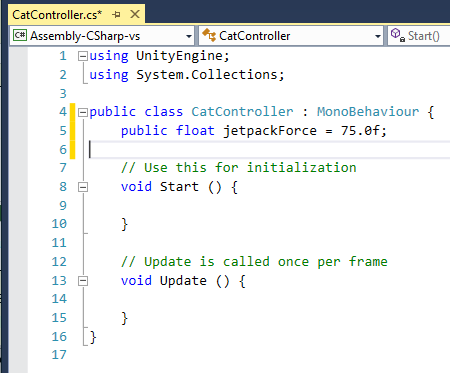 CatController.cs*
Assembly-CSharp-vs CatController Start()
1 using UnityEngine;
2 using System.Collections;
3
4 public class CatController : MonoBehaviour {
5     public float jetpackForce = 75.0f;
6
7     // Use this for initialization
8     void Start () {
9
10     }
11
12     // Update is called once per frame
13     void Update () {
14
15     }
16 }
17